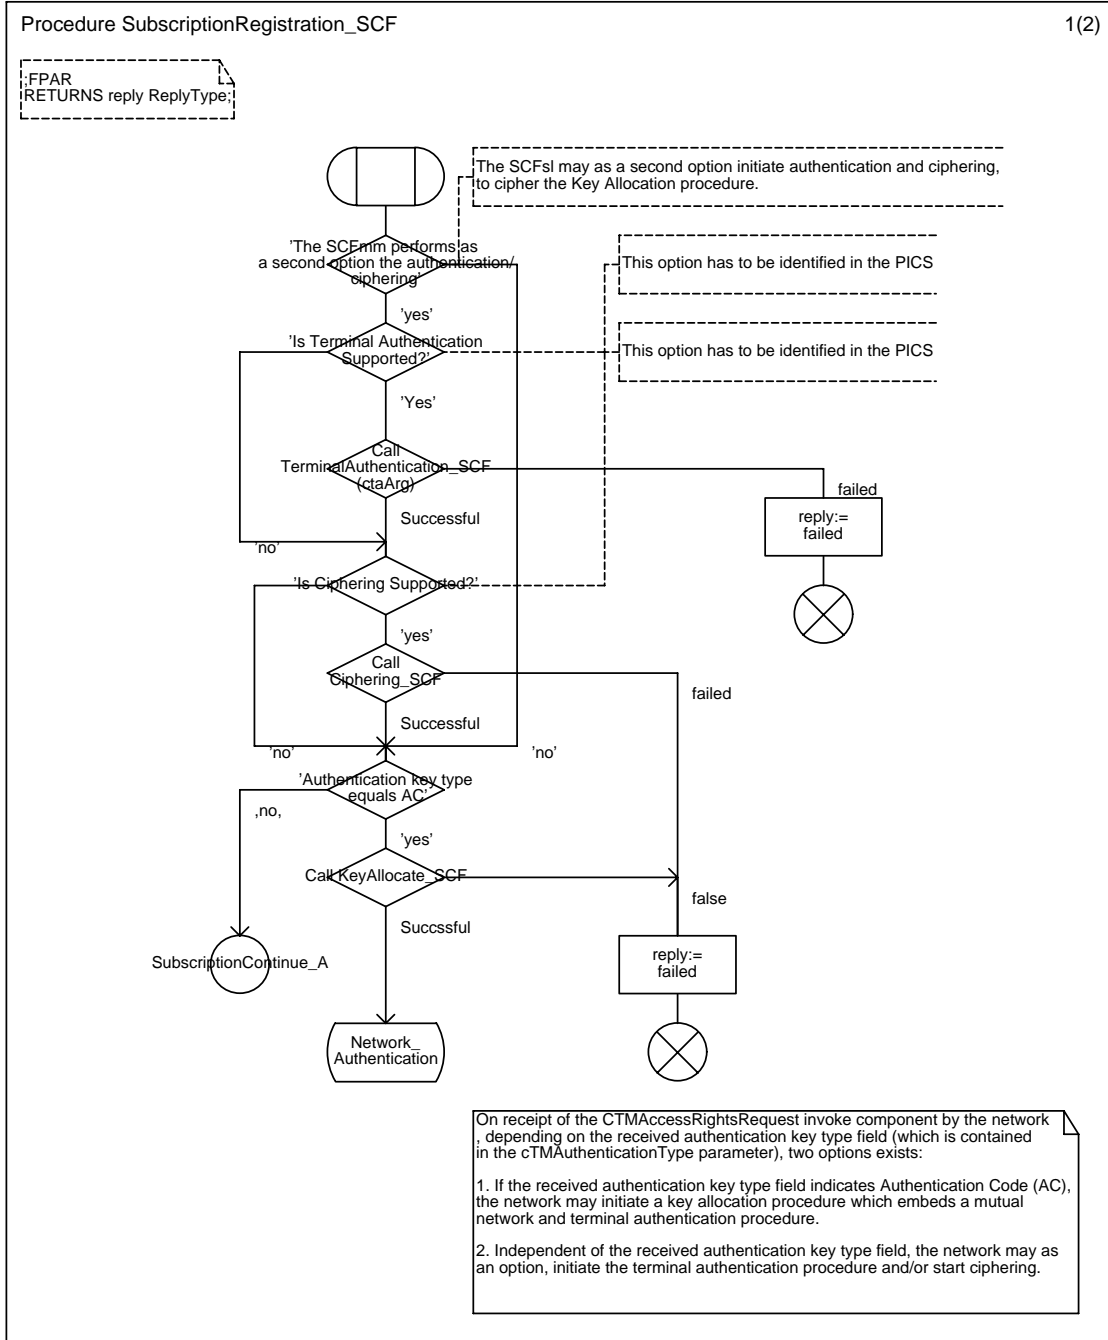 Procedure SubscriptionRegistration_SCF
1(2)
;FPAR
RETURNS reply ReplyType;
The SCFsl may as a second option initiate authentication and ciphering,
to cipher the Key Allocation procedure.
'The SCFmm performs as
a second option the authentication/
ciphering'
This option has to be identified in the PICS
'yes'
'Is Terminal Authentication
Supported?'
This option has to be identified in the PICS
'Yes'
Call
TerminalAuthentication_SCF
(ctaArg)
failed
Successful
reply:=
failed
'no'
'Is Ciphering Supported?'
'yes'
Call
Ciphering_SCF
failed
Successful
'no'
'no'
'Authentication key type
equals AC'
,no,
'yes'
Call KeyAllocate_SCF
false
Succssful
SubscriptionContinue_A
reply:=
failed
Network_
Authentication
On receipt of the CTMAccessRightsRequest invoke component by the network
, depending on the received authentication key type field (which is contained
in the cTMAuthenticationType parameter), two options exists:
1. If the received authentication key type field indicates Authentication Code (AC),
the network may initiate a key allocation procedure which embeds a mutual
network and terminal authentication procedure.
2. Independent of the received authentication key type field, the network may as
an option, initiate the terminal authentication procedure and/or start ciphering.